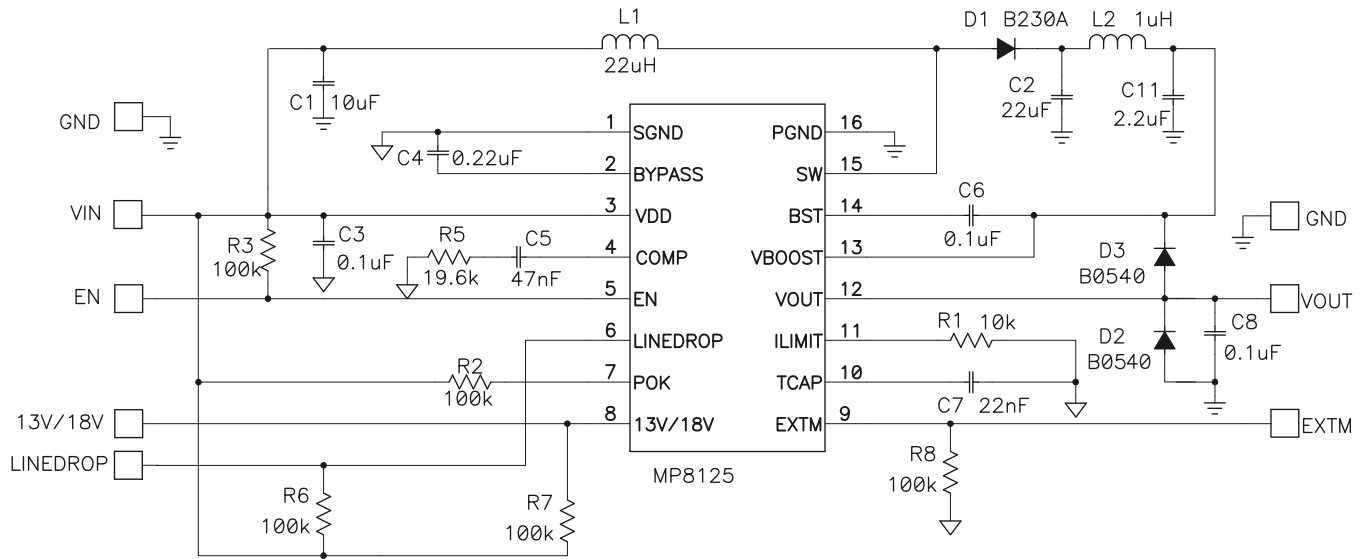 L1
22uH
D1 B230A
L2 1uH
C1 10uF
C2
22uF
C11
2.2uF
GND
1
SGND
PGND
16
C4 0.22uF
2
BYPASS
SW
15
VIN
3
VDD
BST
14
C6
0.1uF
GND
R3
100k
C3
0.1uF
R5
19.6k
C5
47nF
4
COMP
VBOOST
13
D3
B0540
EN
5
EN
VOUT
12
VOUT
6
LINEDROP
ILIMIT
11
R1 10k
D2
B0540
C8
0.1uF
R2
100k
7
POK
TCAP
10
C7 22nF
13V/18V
8
13V/18V
EXTM
9
EXTM
LINEDROP
MP8125
R6
100k
R7
100k
R8
100k